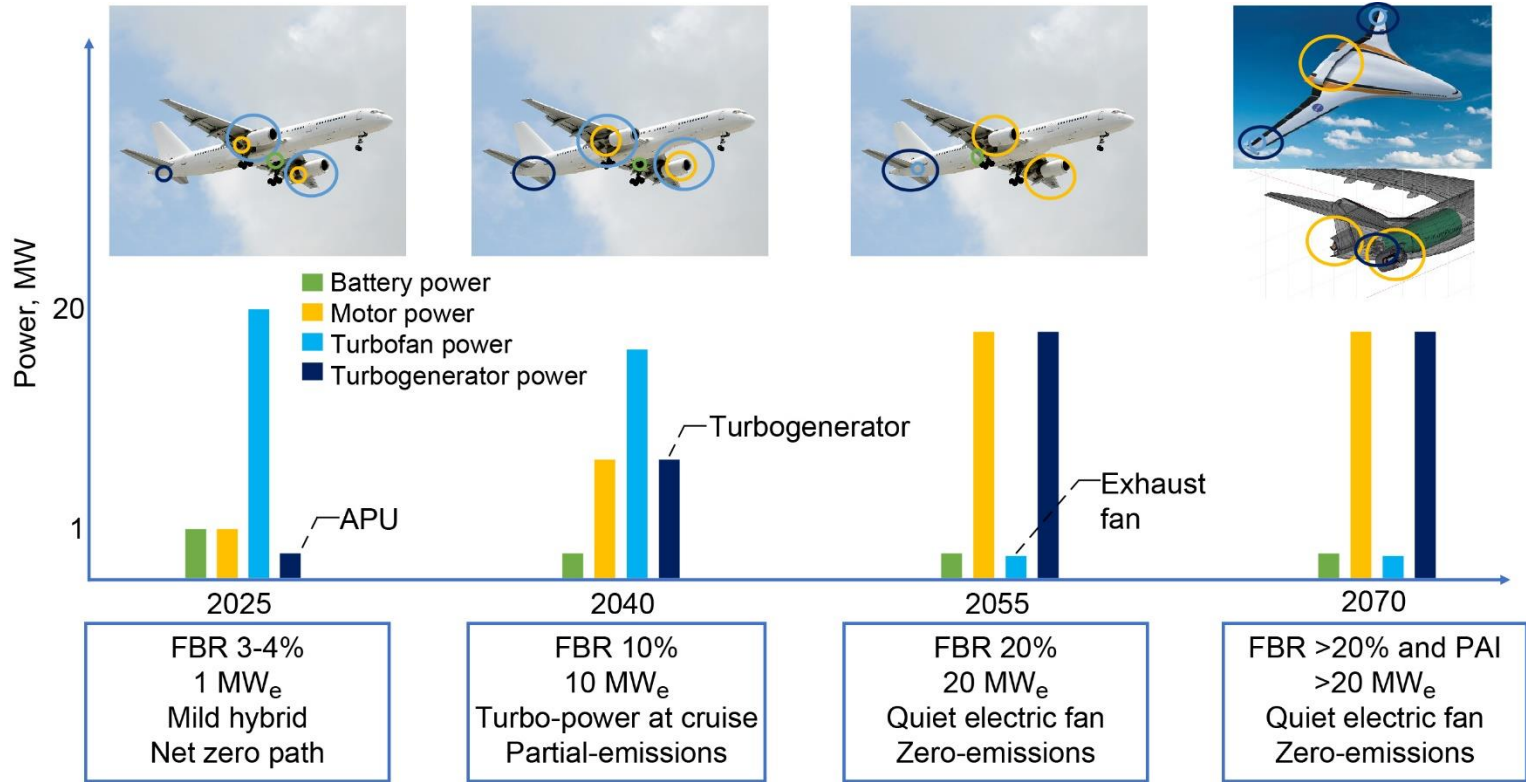 Power, MW
20
1
Battery power
Motor power
Turbofan power
Turbogenerator power
APU
Turbogenerator
Exhaust
fan
2025
2040
2055
2070
FBR 3-4%
1 MWe
Mild hybrid
Net zero path
FBR 10%
10 MWe
Turbo-power at cruise
Partial-emissions
FBR 20%
20 MWe
Quiet electric fan
Zero-emissions
FBR >20% and PAI
>20 MWe
Quiet electric fan
Zero-emissions